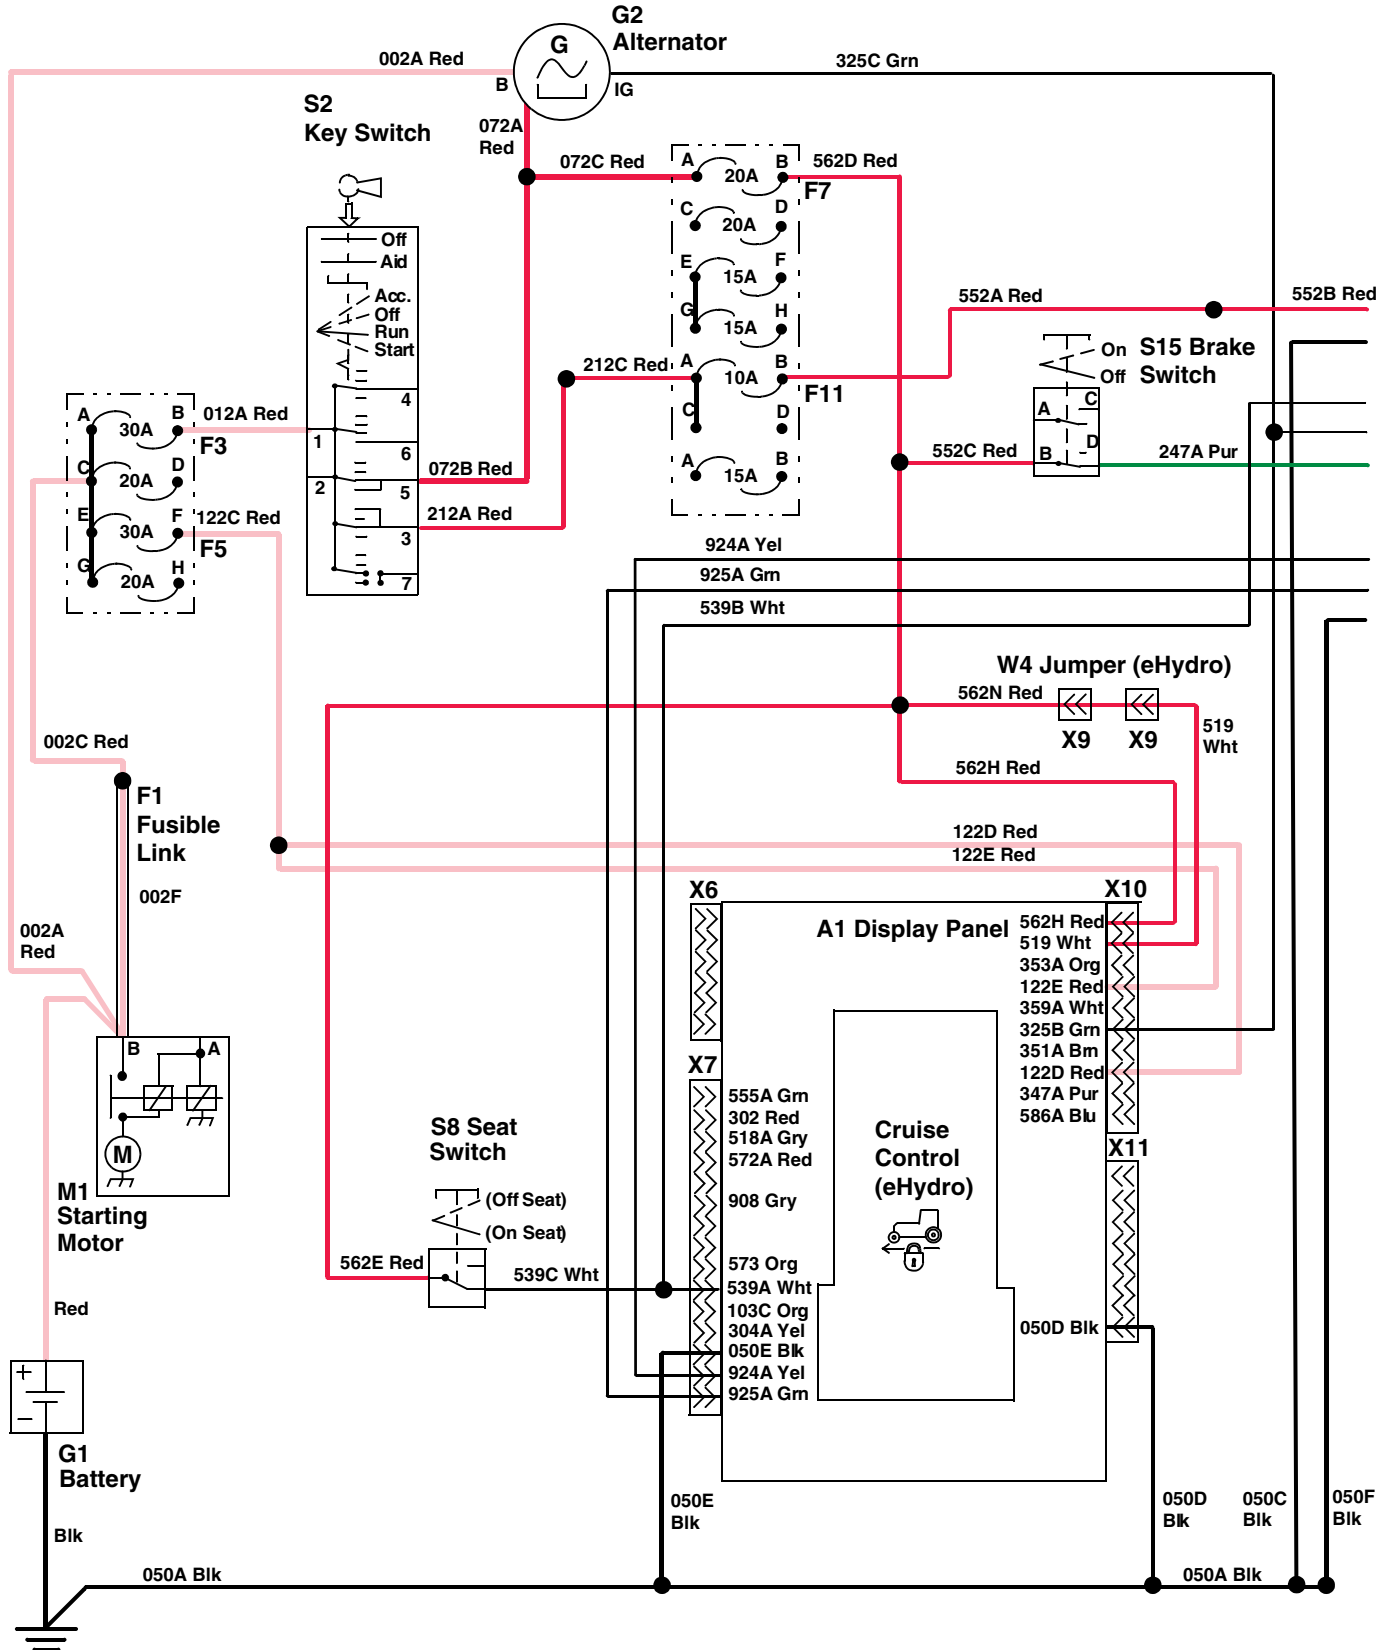 G2
Alternator
002A Red
G
B
IG
325C Grn
S2
Key Switch
072A
Red
072C Red
A
20A
B
562D Red
F7
C
20A
D
E
15A
F
G
15A
H
212C Red
A
10A
B
F11
C
D
A
15A
B
Off
Aid
Acc.
Off
Run
Start
4
1
6
2
5
3
7
072B Red
212A Red
A
30A
B
012A Red
F3
C
20A
D
E
30A
F
122C Red
F5
G
20A
H
552A Red
552B Red
On
Off
S15 Brake
Switch
A
C
B
D
552C Red
247A Pur
924A Yel
925A Grn
539B Wht
W4 Jumper (eHydro)
562N Red
X9
X9
519
Wht
562H Red
002C Red
F1
Fusible
Link
002F
122D Red
122E Red
002A
Red
X6
X10
A1 Display Panel
562H Red
519 Wht
353A Org
122E Red
359A Wht
325B Grn
351A Brn
122D Red
347A Pur
586A Blu
B
A
M
M1
Starting
Motor
X7
555A Grn
302 Red
518A Gry
572A Red
908 Gry
573 Org
539A Wht
103C Org
304A Yel
050E Blk
924A Yel
925A Grn
X11
050D Blk
Cruise
Control
(eHydro)
S8 Seat
Switch
(Off Seat)
(On Seat)
562E Red
539C Wht
Red
+
−
G1
Battery
Blk
050A Blk
050E
Blk
050D
Blk
050C
Blk
050F
Blk
050A Blk